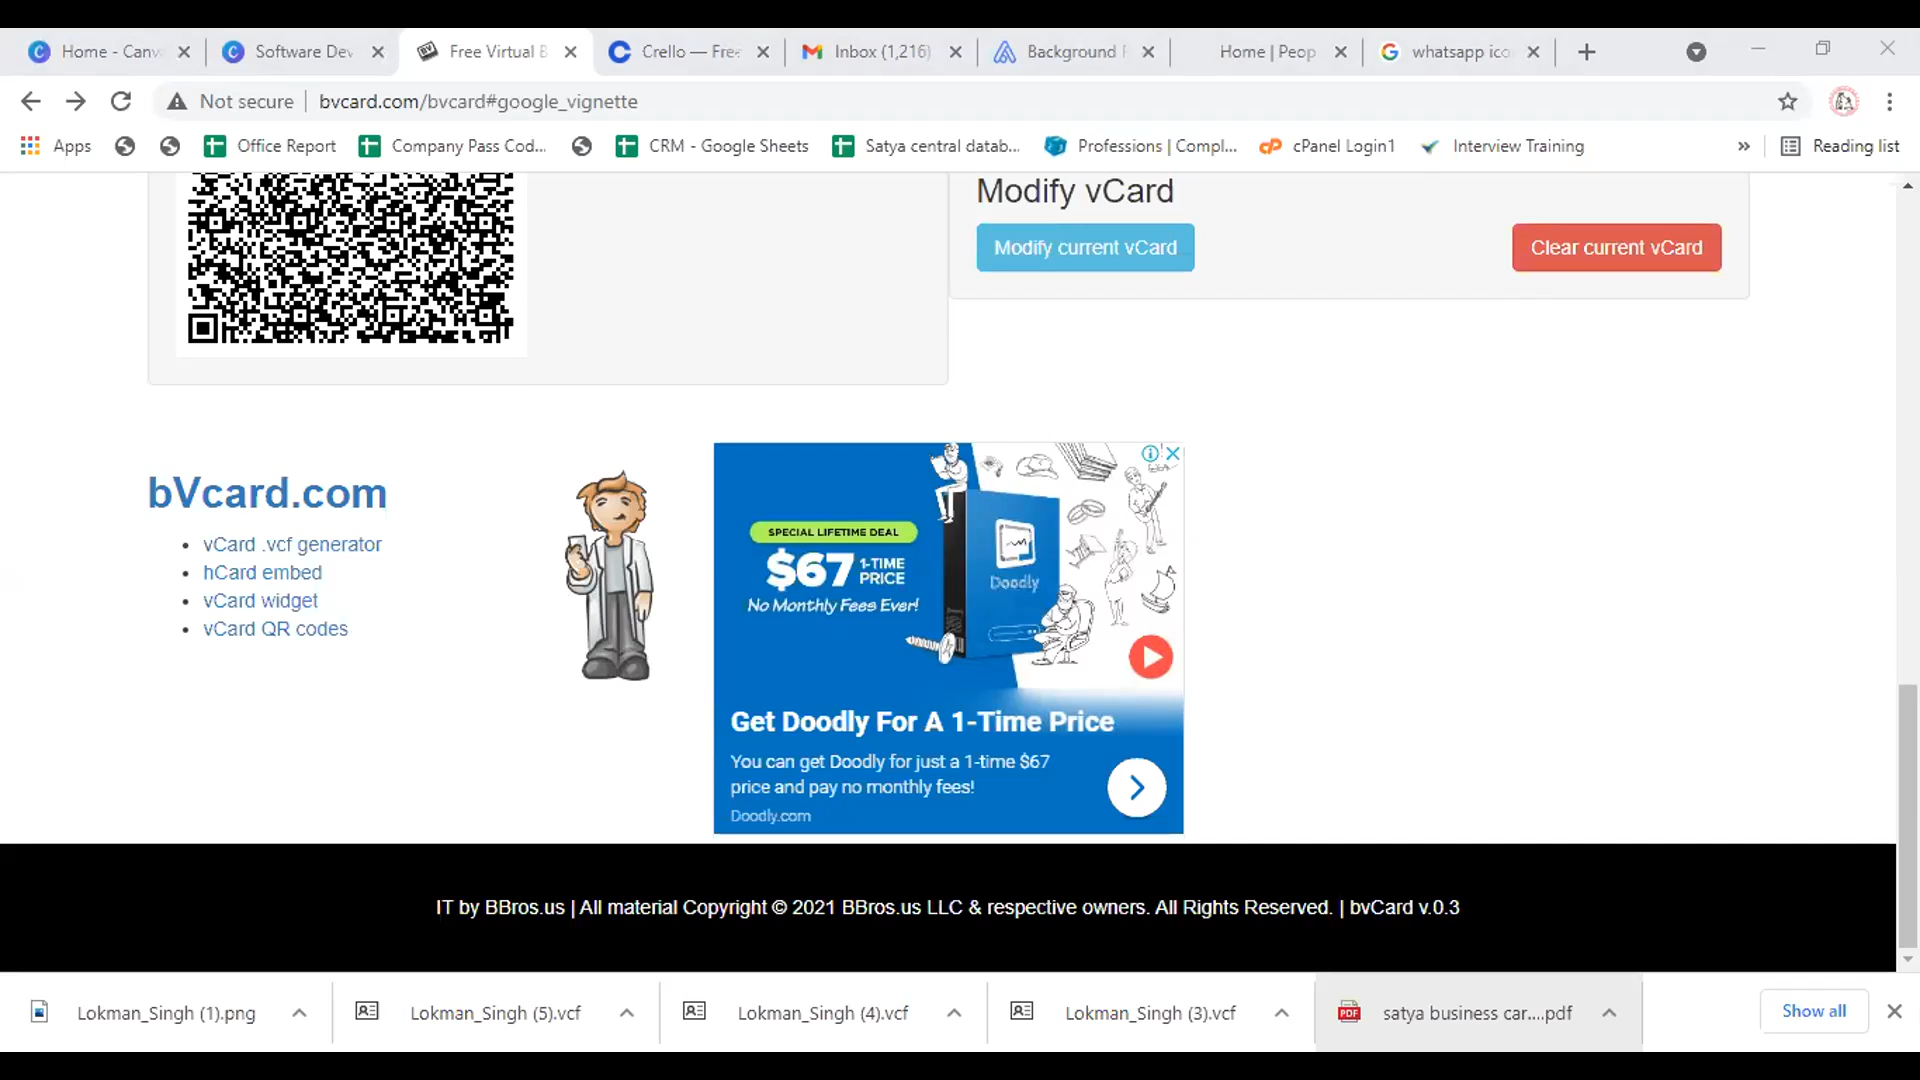 Home - Canv
Software Dev
Free Virtual B
Crello — Free
Inbox (1,216)
Background R
Home | Peop
whatsapp ico
Not secure
bvcard.com/bvcard#google_vignette
Apps
Office Report
Company Pass Cod...
CRM - Google Sheets
Satya central datab...
Professions | Compl...
cPanel Login1
Interview Training
»
Reading list
Modify vCard
Modify current vCard
Clear current vCard
bVcard.com
• vCard .vcf generator
• hCard embed
• vCard widget
• vCard QR codes
SPECIAL LIFETIME DEAL
$67 1-TIME
PRICE
No Monthly Fees Ever!
Doodly
Get Doodly For A 1-Time Price
You can get Doodly for just a 1-time $67
price and pay no monthly fees!
Doodly.com
IT by BBros.us | All material Copyright © 2021 BBros.us LLC & respective owners. All Rights Reserved. | bvCard v.0.3
Lokman_Singh (1).png
Lokman_Singh (5).vcf
Lokman_Singh (4).vcf
Lokman_Singh (3).vcf
PDF
satya business car....pdf
Show all